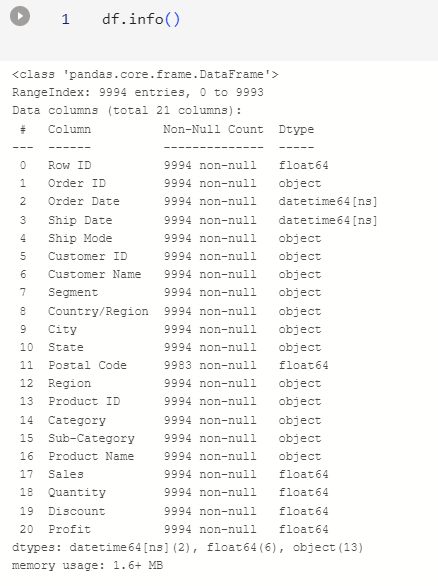 1 df.info()
<class 'pandas.core.frame.DataFrame'>
RangeIndex: 9994 entries, 0 to 9993
Data columns (total 21 columns):
 #   Column          Non-Null Count  Dtype
---  ------          --------------  -----
 0   Row ID          9994 non-null   float64
 1   Order ID        9994 non-null   object
 2   Order Date      9994 non-null   datetime64[ns]
 3   Ship Date       9994 non-null   datetime64[ns]
 4   Ship Mode       9994 non-null   object
 5   Customer ID     9994 non-null   object
 6   Customer Name   9994 non-null   object
 7   Segment         9994 non-null   object
 8   Country/Region  9994 non-null   object
 9   City            9994 non-null   object
 10  State           9994 non-null   object
 11  Postal Code     9983 non-null   float64
 12  Region          9994 non-null   object
 13  Product ID      9994 non-null   object
 14  Category        9994 non-null   object
 15  Sub-Category    9994 non-null   object
 16  Product Name    9994 non-null   object
 17  Sales           9994 non-null   float64
 18  Quantity        9994 non-null   float64
 19  Discount        9994 non-null   float64
 20  Profit          9994 non-null   float64
dtypes: datetime64[ns](2), float64(6), object(13)
memory usage: 1.6+ MB